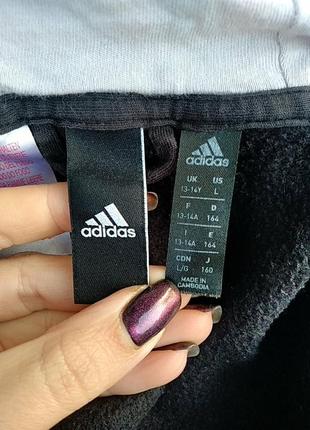 adidas
adidas
UK US
13-14Y L
F D
13-14A 164
I E
13-14A 164
CDN J
L/G 160
MADE IN
CAMBODIA